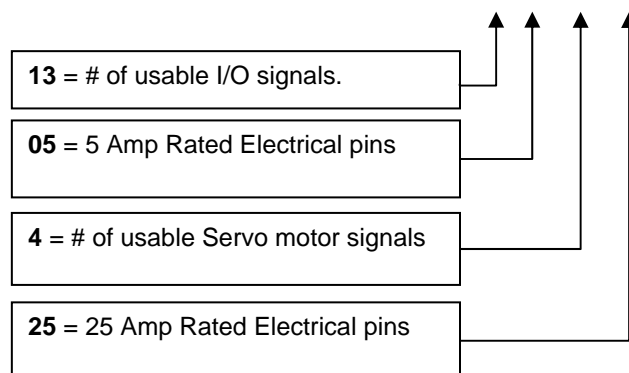 13 = # of usable I/O signals.
05 = 5 Amp Rated Electrical pins
4 = # of usable Servo motor signals
25 = 25 Amp Rated Electrical pins